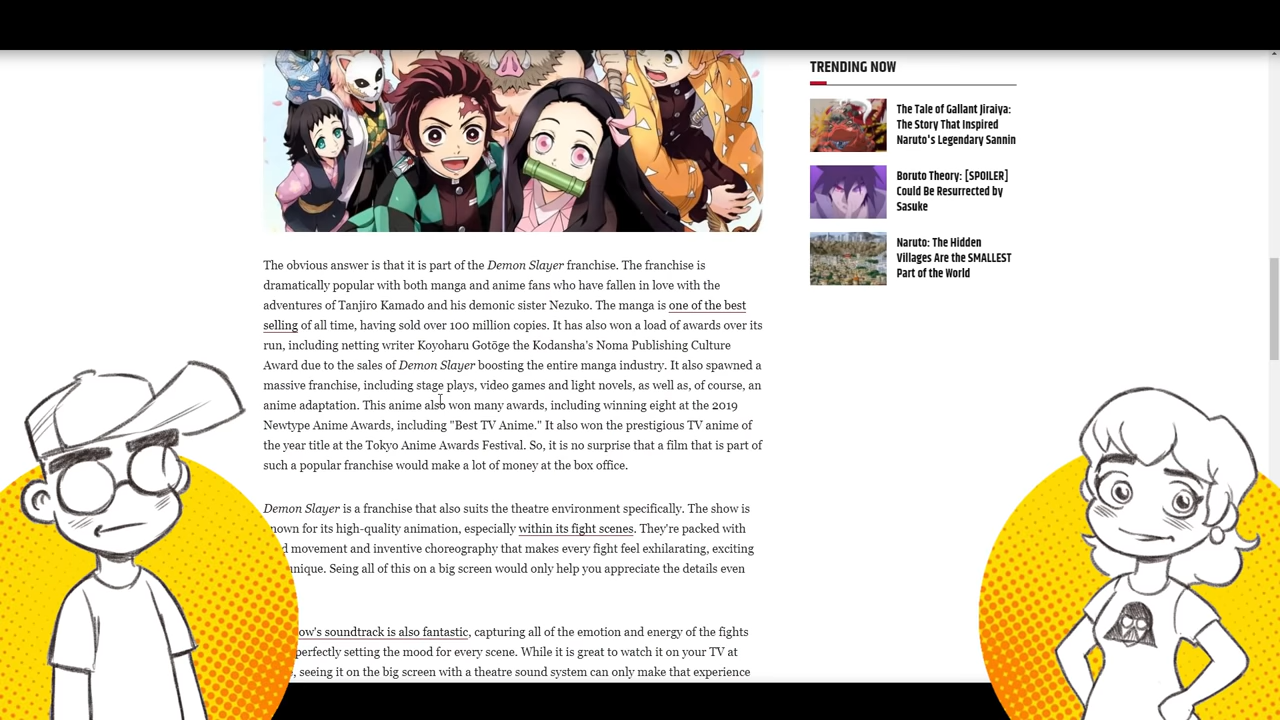 The obvious answer is that it is part of the Demon Slayer franchise. The franchise is
dramatically popular with both manga and anime fans who have fallen in love with the
adventures of Tanjiro Kamado and his demonic sister Nezuko. The manga is one of the best
selling of all time, having sold over 100 million copies. It has also won a load of awards over its
run, including netting writer Koyoharu Gotōge the Kodansha's Noma Publishing Culture
Award due to the sales of Demon Slayer boosting the entire manga industry. It also spawned a
massive franchise, including stage plays, video games and light novels, as well as, of course, an
anime adaptation. This anime also won many awards, including winning eight at the 2019
Newtype Anime Awards, including "Best TV Anime." It also won the prestigious TV anime of
the year title at the Tokyo Anime Awards Festival. So, it is no surprise that a film that is part of
such a popular franchise would make a lot of money at the box office.
Demon Slayer is a franchise that also suits the theatre environment specifically. The show is
known for its high-quality animation, especially within its fight scenes. They're packed with
movement and inventive choreography that makes every fight feel exhilarating, exciting
Seing all of this on a big screen would only help you appreciate the details even
soundtrack is also fantastic, capturing all of the emotion and energy of the fights
perfectly setting the mood for every scene. While it is great to watch it on your TV at
, seeing it on the big screen with a theatre sound system can only make that experience
TRENDING NOW
The Tale of Gallant Jiraiya:
The Story That Inspired
Naruto's Legendary Sannin
Boruto Theory: [SPOILER]
Could Be Resurrected by
Sasuke
Naruto: The Hidden
Villages Are the SMALLEST
Part of the World